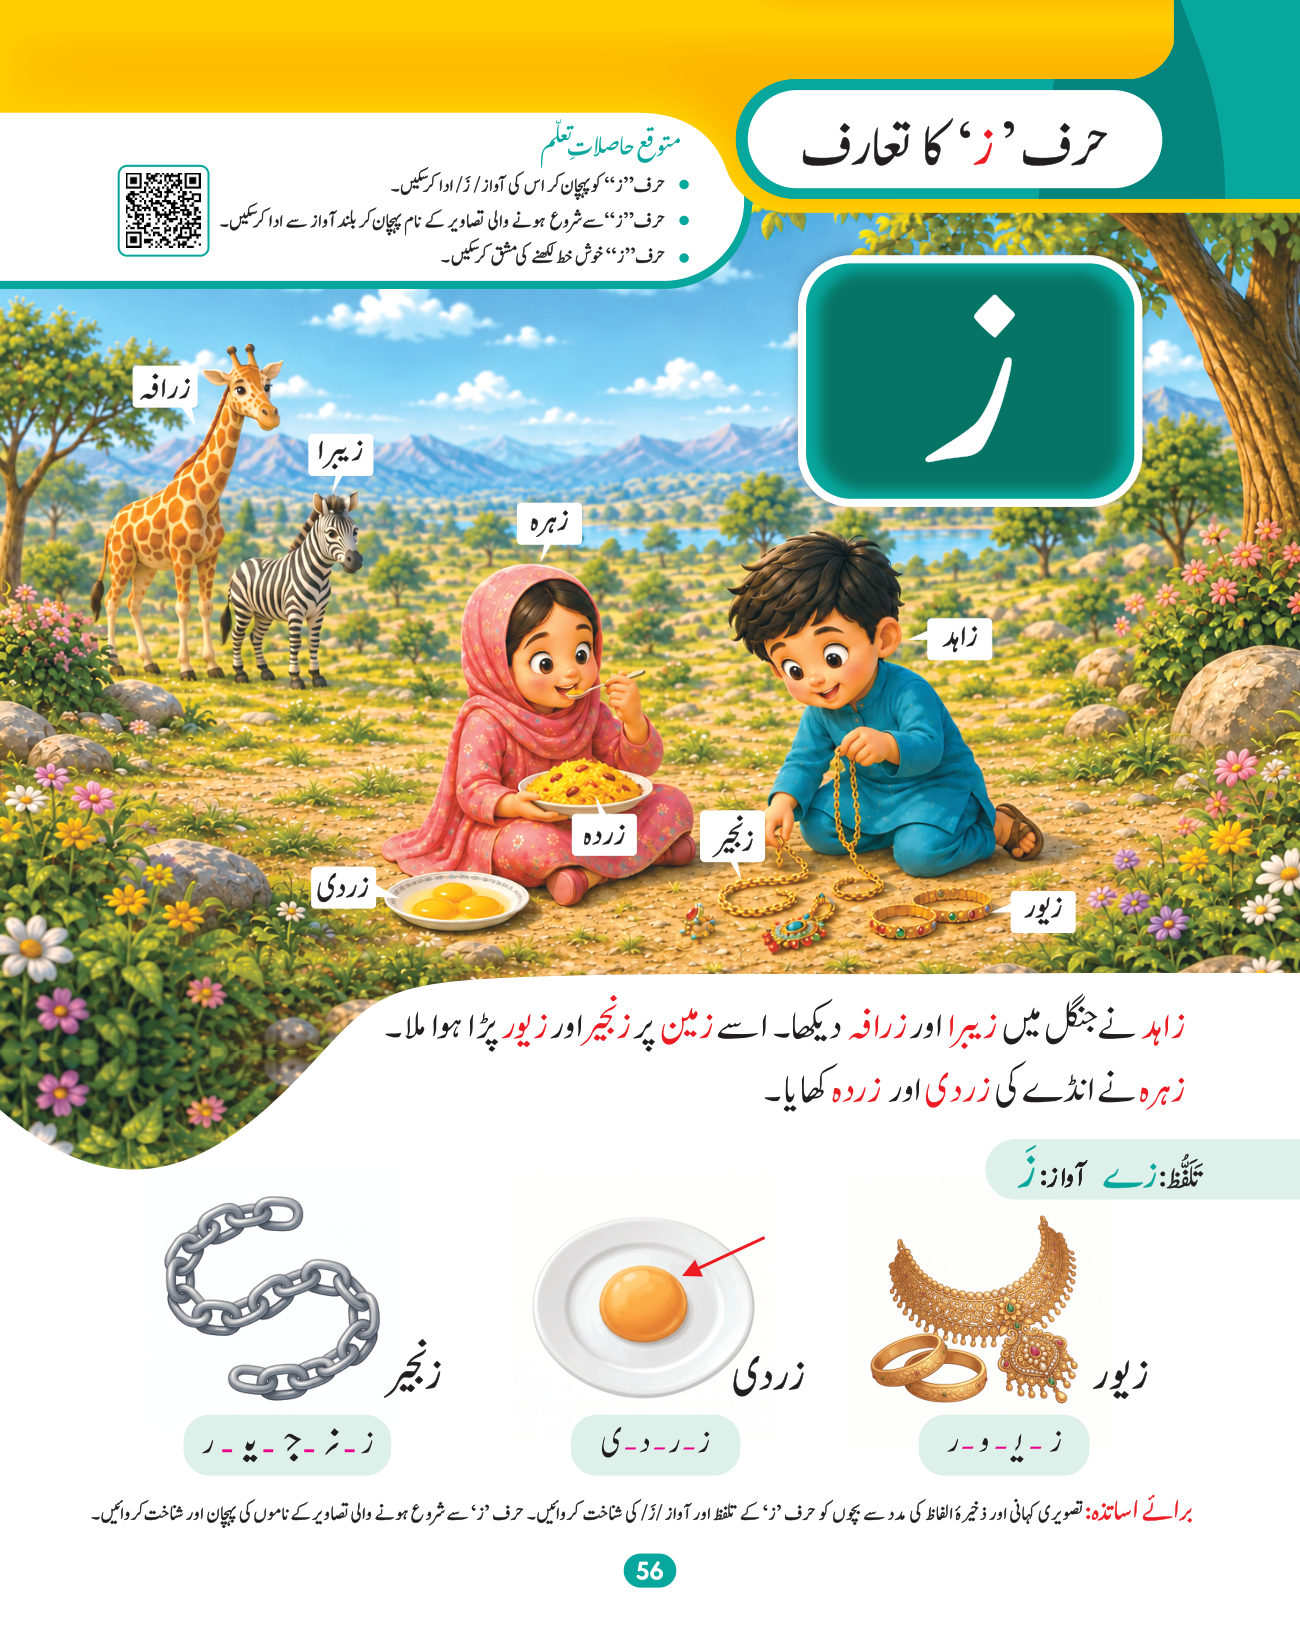 حرف ’ز‘ کا تعارف
متوقع حاصلاتِ تعلّم
حرف ”ز“ کو پہچان کر اس کی آواز /زَ/ ادا کر سکیں۔
حرف ”ز“ سے شروع ہونے والی تصاویر کے نام پہچان کر بلند آواز سے ادا کر سکیں۔
حرف ”ز“ خوش خط لکھنے کی مشق کر سکیں۔
ز
زرافہ
زیبرا
زہرہ
زاہد
زردہ
زنجیر
زردی
زیور
زاہد نے جنگل میں زیبرا اور زرافہ دیکھا۔ اسے زمین پر زنجیر اور زیور پڑا ہوا ملا۔
زہرہ نے انڈے کی زردی اور زردہ کھایا۔
تَلَفُّظ: زے آواز: زَ
زیور
زردی
زنجیر
ز - یـ - و - ر
ز - ر - د - ی
ز - نـ - جـ - یـ - ر
برائے اساتذہ: تصویری کہانی اور ذخیرۂ الفاظ کی مدد سے بچوں کو حرف ’ز‘ کے تلفظ اور آواز /زَ/ کی شناخت کروائیں۔ حرف ’ز‘ سے شروع ہونے والی تصاویر کے ناموں کی پہچان اور شناخت کروائیں۔
56